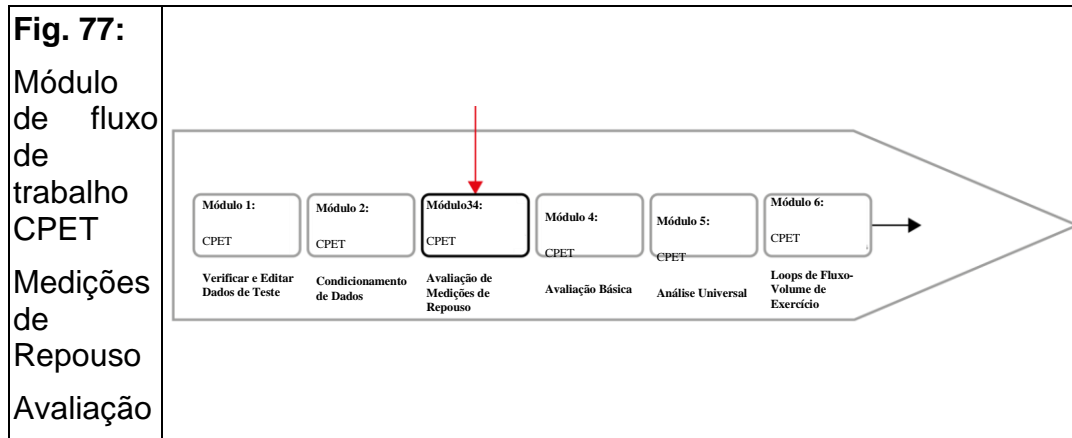 Fig. 77:
Módulo
de fluxo
de
trabalho
CPET
Medições
de
Repouso
Avaliação
Módulo 1:
CPET
Verificar e Editar
Dados de Teste
Módulo 2:
CPET
Condicionamento
de Dados
Módulo34:
CPET
Avaliação de
Medições de
Repouso
Módulo 4:
CPET
Avaliação Básica
Módulo 5:
CPET
Análise Universal
Módulo 6:
CPET
Loops de Fluxo-
Volume de
Exercício